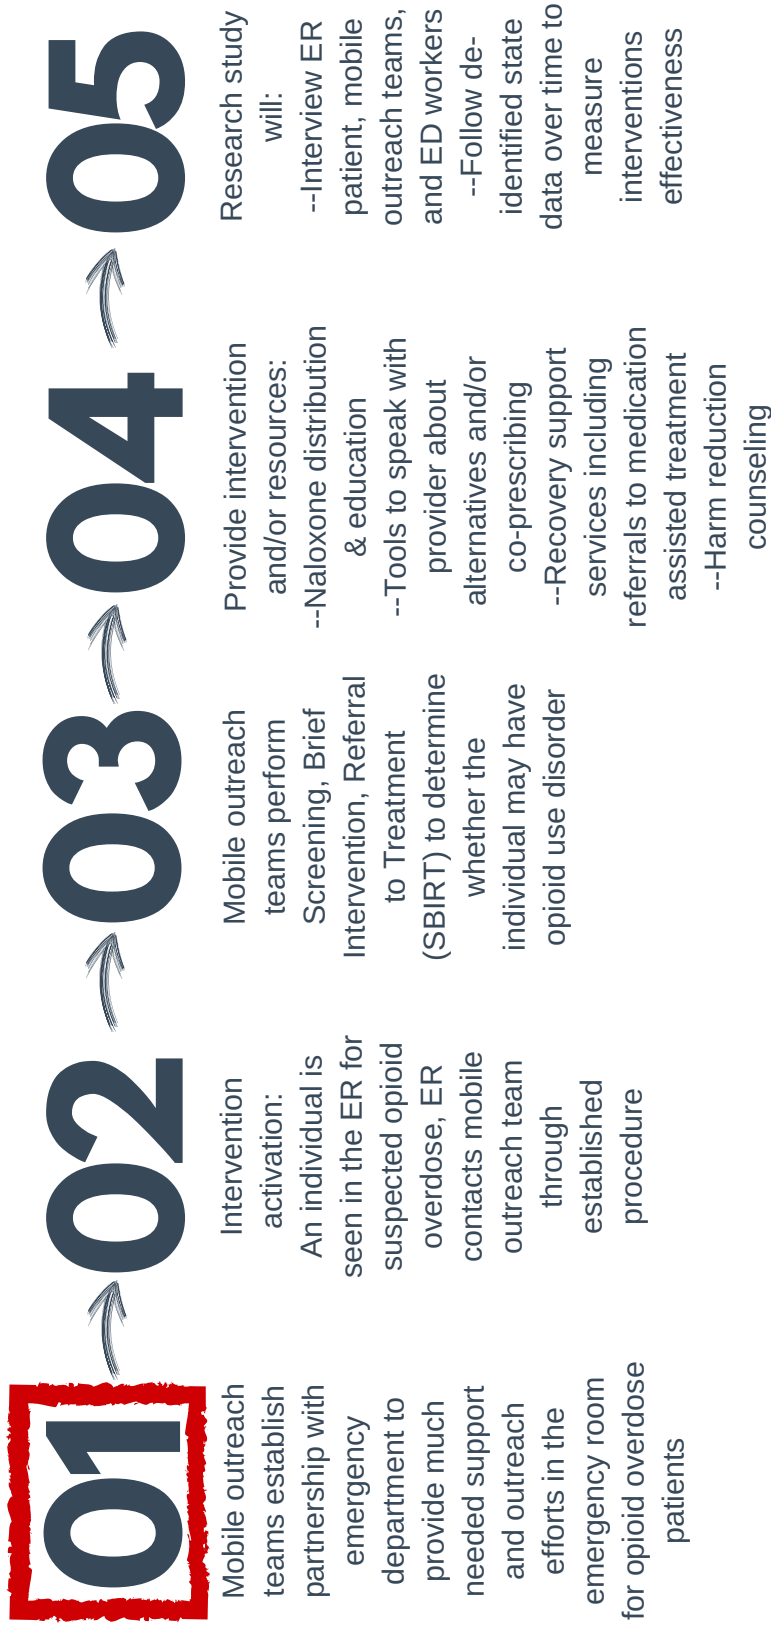 01
Mobile outreach
teams establish
partnership with
emergency
department to
provide much
needed support
and outreach
efforts in the
emergency room
for opioid overdose
patients
02
Intervention
activation:
An individual is
seen in the ER for
suspected opioid
overdose, ER
contacts mobile
outreach team
through
established
procedure
03
Mobile outreach
teams perform
Screening, Brief
Intervention, Referral
to Treatment
(SBIRT) to determine
whether the
individual may have
opioid use disorder
04
Provide intervention
and/or resources:
--Naloxone distribution
& education
--Tools to speak with
provider about
alternatives and/or
co-prescribing
--Recovery support
services including
referrals to medication
assisted treatment
--Harm reduction
counseling
05
Research study
will:
--Interview ER
patient, mobile
outreach teams,
and ED workers
--Follow de-
identified state
data over time to
measure
interventions
effectiveness